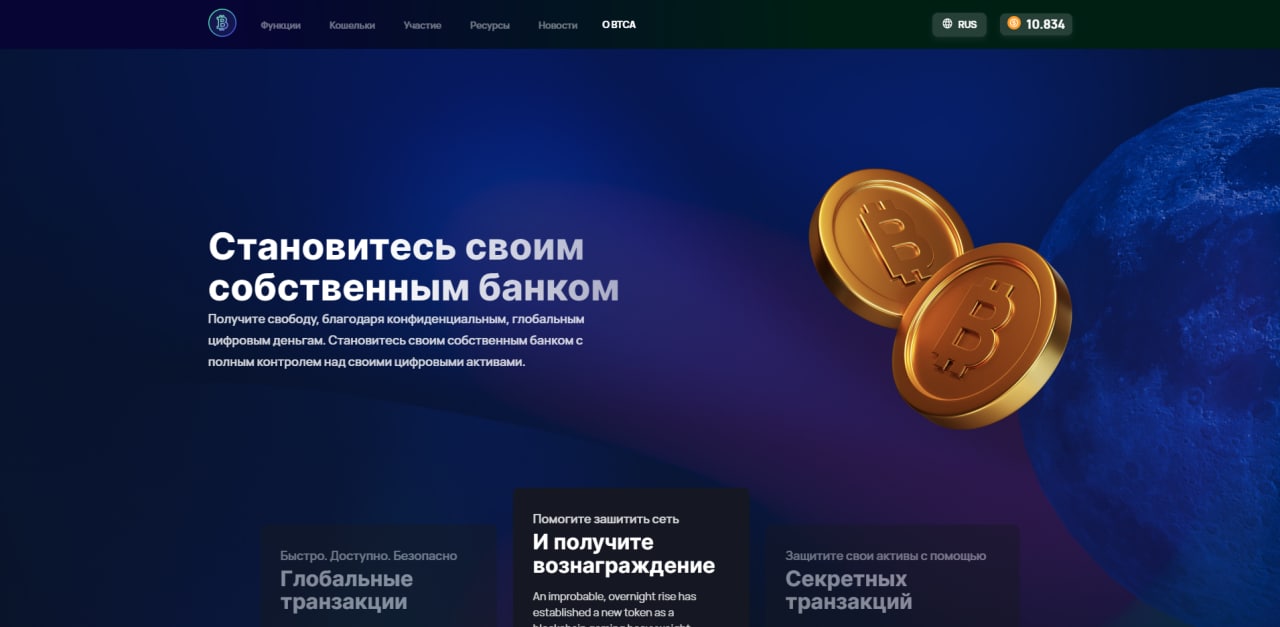 Функции Кошельки Участие Ресурсы Новости О BTCA RUS 10.834
Становитесь своим
собственным банком
Получите свободу, благодаря конфиденциальным, глобальным
цифровым деньгам. Становитесь своим собственным банком с
полным контролем над своими цифровыми активами.
Помогите зашитить сеть
И получите
вознаграждение
An improbable, overnight rise has
established a new token as a
Быстро. Доступно. Безопасно
Глобальные
транзакции
Защитите свои активы с помощью
Секретных
транзакций